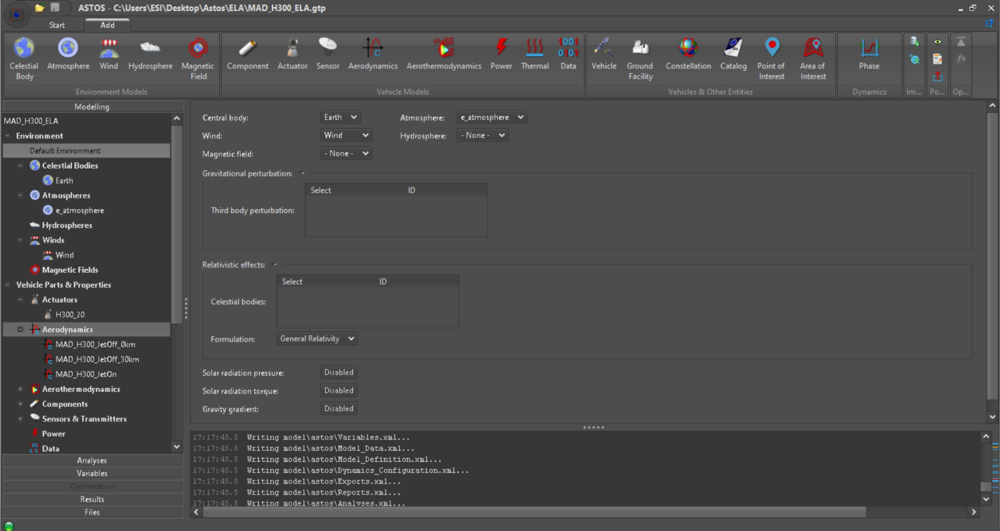 ASTOS - C:\Users\ESI\Desktop\Astos\ELA\MAD_H300_ELA.gtp
Start Add
Celestial Body Atmosphere Wind Hydrosphere Magnetic Field
Environment Models
Component Actuator Sensor Aerodynamics Aerothermodynamics Power Thermal 1001 0101 Data
Vehicle Models
Vehicle Ground Facility Constellation Catalog Point of Interest Area of Interest
Vehicles & Other Entities
Phase
Dynamics
Im... Po... Op...
Modelling
MAD_H300_ELA
Environment
Default Environment
Celestial Bodies
Earth
Atmospheres
e_atmosphere
Hydrospheres
Winds
Wind
Magnetic Fields
Vehicle Parts & Properties
Actuators
H300_20
Aerodynamics
MAD_H300_JetOff_0km
MAD_H300_JetOff_30km
MAD_H300_JetOn
Aerothermodynamics
Components
Sensors & Transmitters
Power
Data
Analyses
Variables
Optimization
Results
Files
Central body: Earth Atmosphere: e_atmosphere
Wind: Wind Hydrosphere: - None -
Magnetic field: - None -
Gravitational perturbation:
Select ID
Third body perturbation:
Relativistic effects:
Select ID
Celestial bodies:
Formulation: General Relativity
Solar radiation pressure: Disabled
Solar radiation torque: Disabled
Gravity gradient: Disabled
17:17:45.5 Writing model\astos\Variables.xml...
17:17:45.5 Writing model\astos\Model_Data.xml...
17:17:45.5 Writing model\astos\Model_Definition.xml...
17:17:45.5 Writing model\astos\Dynamics_Configuration.xml...
17:17:45.5 Writing model\astos\Exports.xml...
17:17:45.5 Writing model\astos\Reports.xml...
17:17:45.5 Writing model\astos\Analyses.xml...